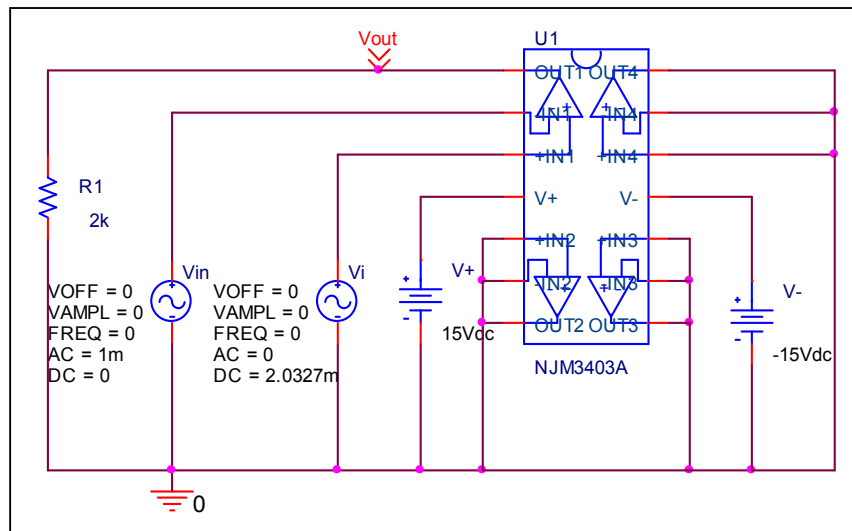 Vout
U1
OUT1
OUT4
-IN1
-IN4
+IN1
+IN4
R1
2k
V+
V-
+IN2
+IN3
Vin
Vi
V+
-IN2
-IN3
V-
VOFF = 0
VAMPL = 0
FREQ = 0
AC = 1m
DC = 0
VOFF = 0
VAMPL = 0
FREQ = 0
AC = 0
DC = 2.0327m
15Vdc
OUT2
OUT3
-15Vdc
NJM3403A
0